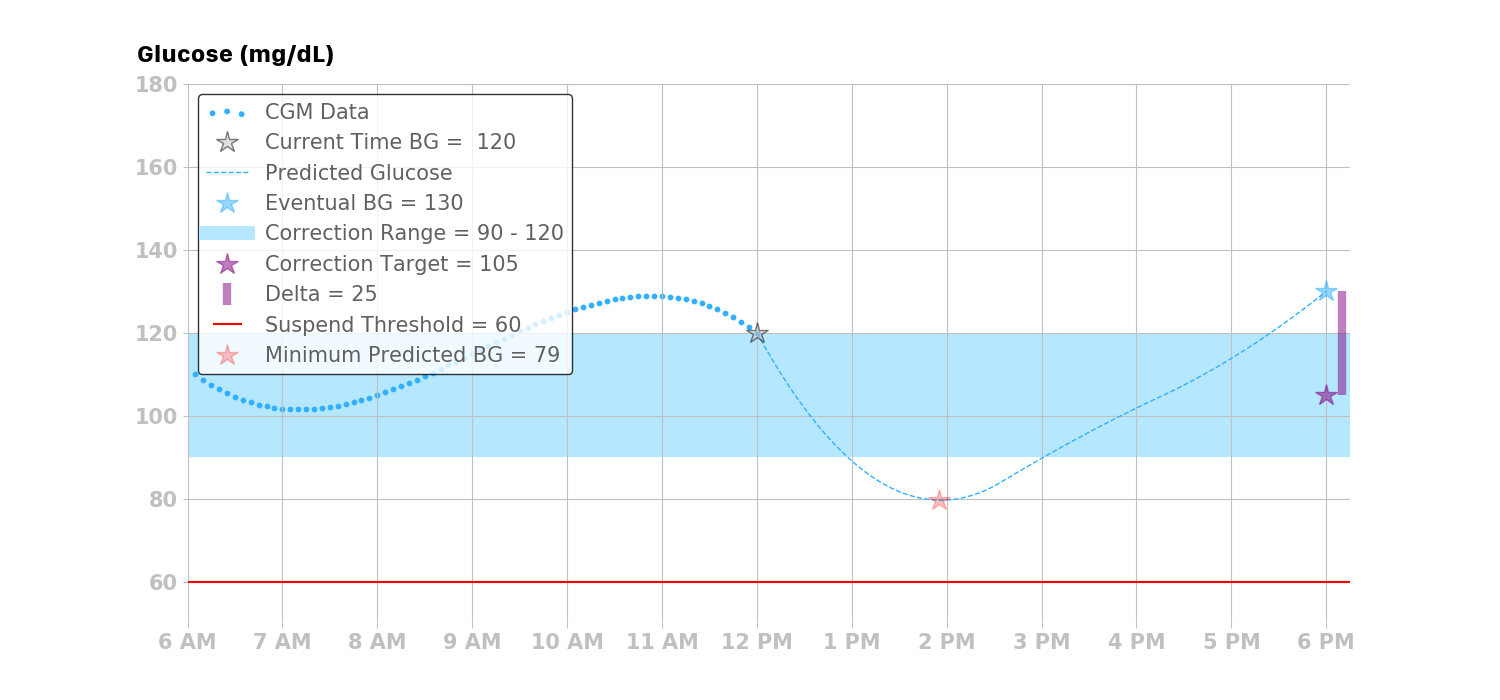 Glucose (mg/dL)
180
CGM Data
Current Time BG =  120
160
Predicted Glucose
Eventual BG = 130
Correction Range = 90 - 120
140
Correction Target = 105
Delta = 25
Suspend Threshold = 60
120
Minimum Predicted BG = 79
100
80
60
6 AM 7 AM 8 AM 9 AM 10 AM 11 AM 12 PM 1 PM 2 PM 3 PM 4 PM 5 PM 6 PM